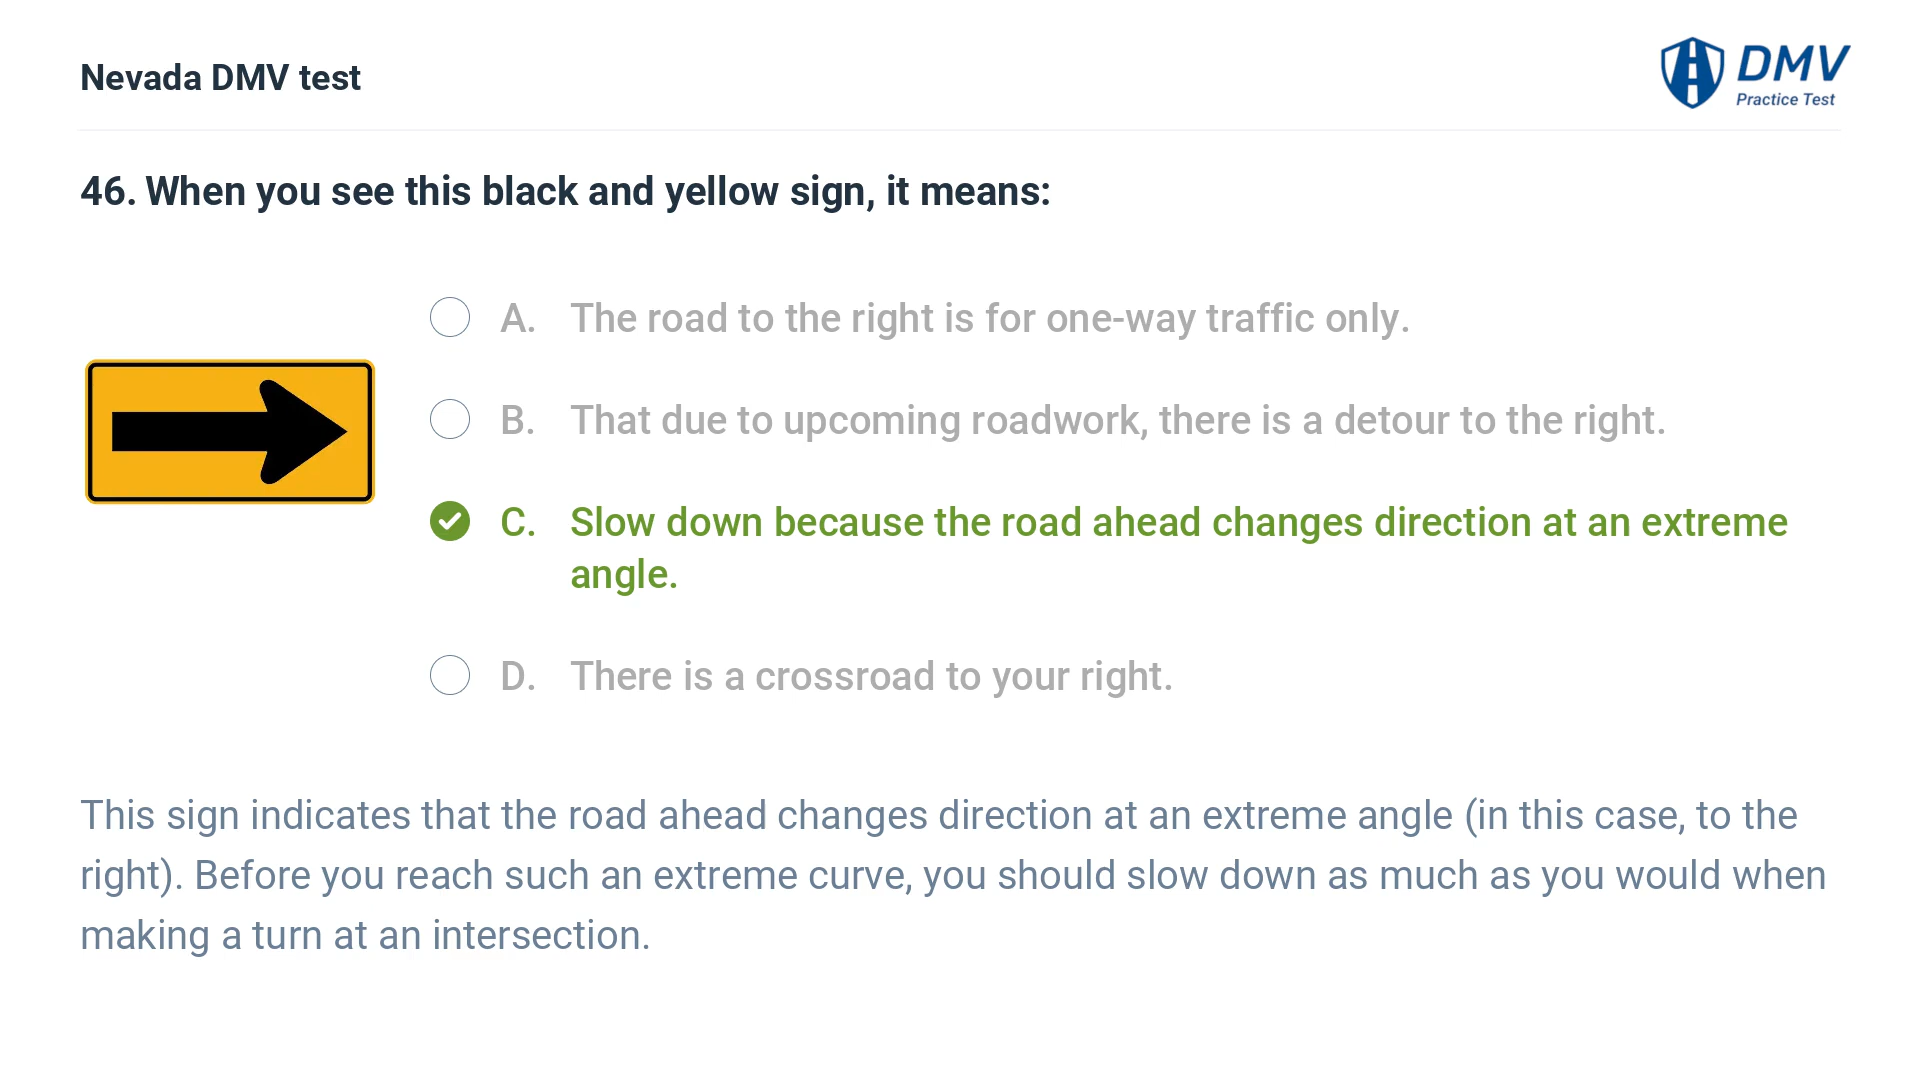 Nevada DMV test
DMV
Practice Test
46. When you see this black and yellow sign, it means:
A. The road to the right is for one-way traffic only.
B. That due to upcoming roadwork, there is a detour to the right.
C. Slow down because the road ahead changes direction at an extreme
angle.
D. There is a crossroad to your right.
This sign indicates that the road ahead changes direction at an extreme angle (in this case, to the
right). Before you reach such an extreme curve, you should slow down as much as you would when
making a turn at an intersection.